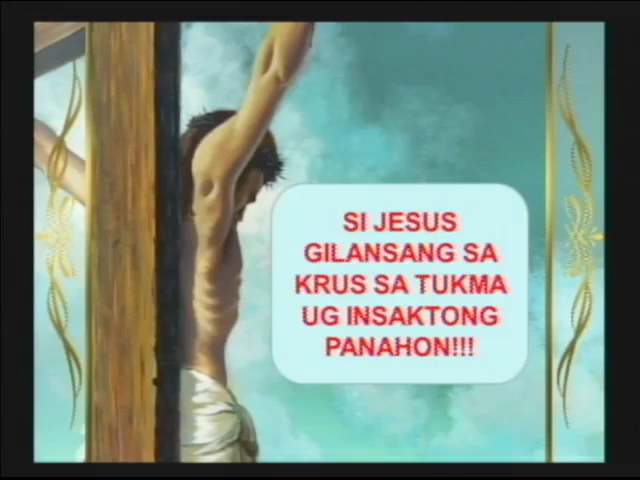 SI JESUS
GILANSANG SA
KRUS SA TUKMA
UG INSAKTONG
PANAHON!!!